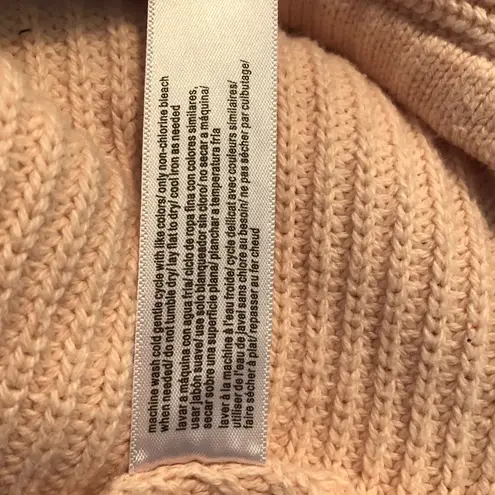 machine wash cold gentle cycle with like colors/ only non-chlorine bleach
when needed/ do not tumble dry/ lay flat to dry/ cool iron as needed
lavar a máquina con agua fria/ ciclo de ropa fina con colores similares,
usar jabón suave/ use solo blanqueador sin cloro/ no secar a máquina/
secar sobre una superficie plana/ planchar a temperatura fria
laver à la machine à l'eau froide/ cycle dellicat avec couleurs similaires/
utiliser de l'eau de javel sans chlore au besoin/ ne pas sécher par culbutage/
faire sécher à plat/ repasser au fer cheud